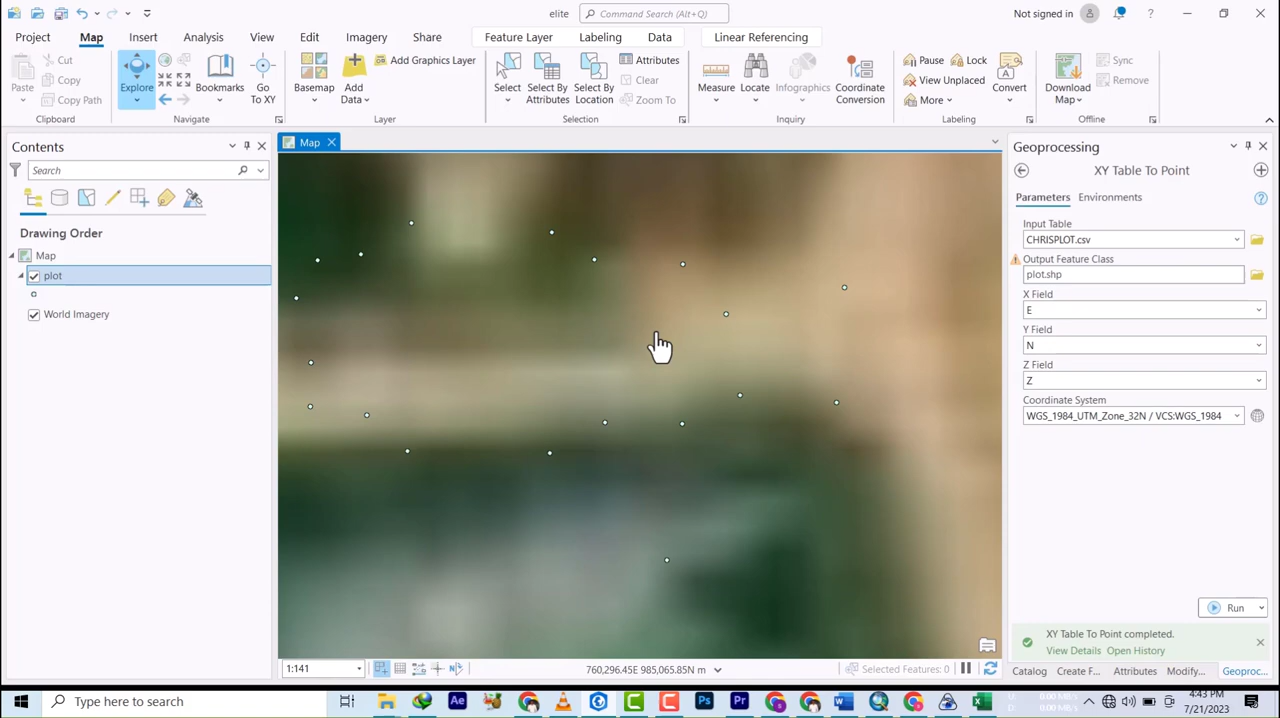 elite
Command Search (Alt+Q)
Not signed in
Project Map Insert Analysis View Edit Imagery Share Feature Layer Labeling Data Linear Referencing
Paste
Cut
Copy
Copy Path
Clipboard
Explore
Bookmarks
Go To XY
Navigate
Basemap
Add Data
Add Graphics Layer
Layer
Select
Select By Attributes
Select By Location
Attributes
Clear
Zoom To
Selection
Measure
Locate
Infographics
Coordinate Conversion
Inquiry
Pause
Lock
View Unplaced
More
Convert
Labeling
Download Map
Sync
Remove
Offline
Contents
Search
Drawing Order
Map
plot
World Imagery
Map
1:141
760,296.45E 985,065.85N m
Selected Features: 0
Geoprocessing
XY Table To Point
Parameters Environments
Input Table
CHRISPLOT.csv
Output Feature Class
plot.shp
X Field
E
Y Field
N
Z Field
Z
Coordinate System
WGS_1984_UTM_Zone_32N / VCS:WGS_1984
Run
XY Table To Point completed.
View Details Open History
Catalog Create F... Attributes Modify... Geoproc...
Type here to search
4:43 PM
7/21/2023